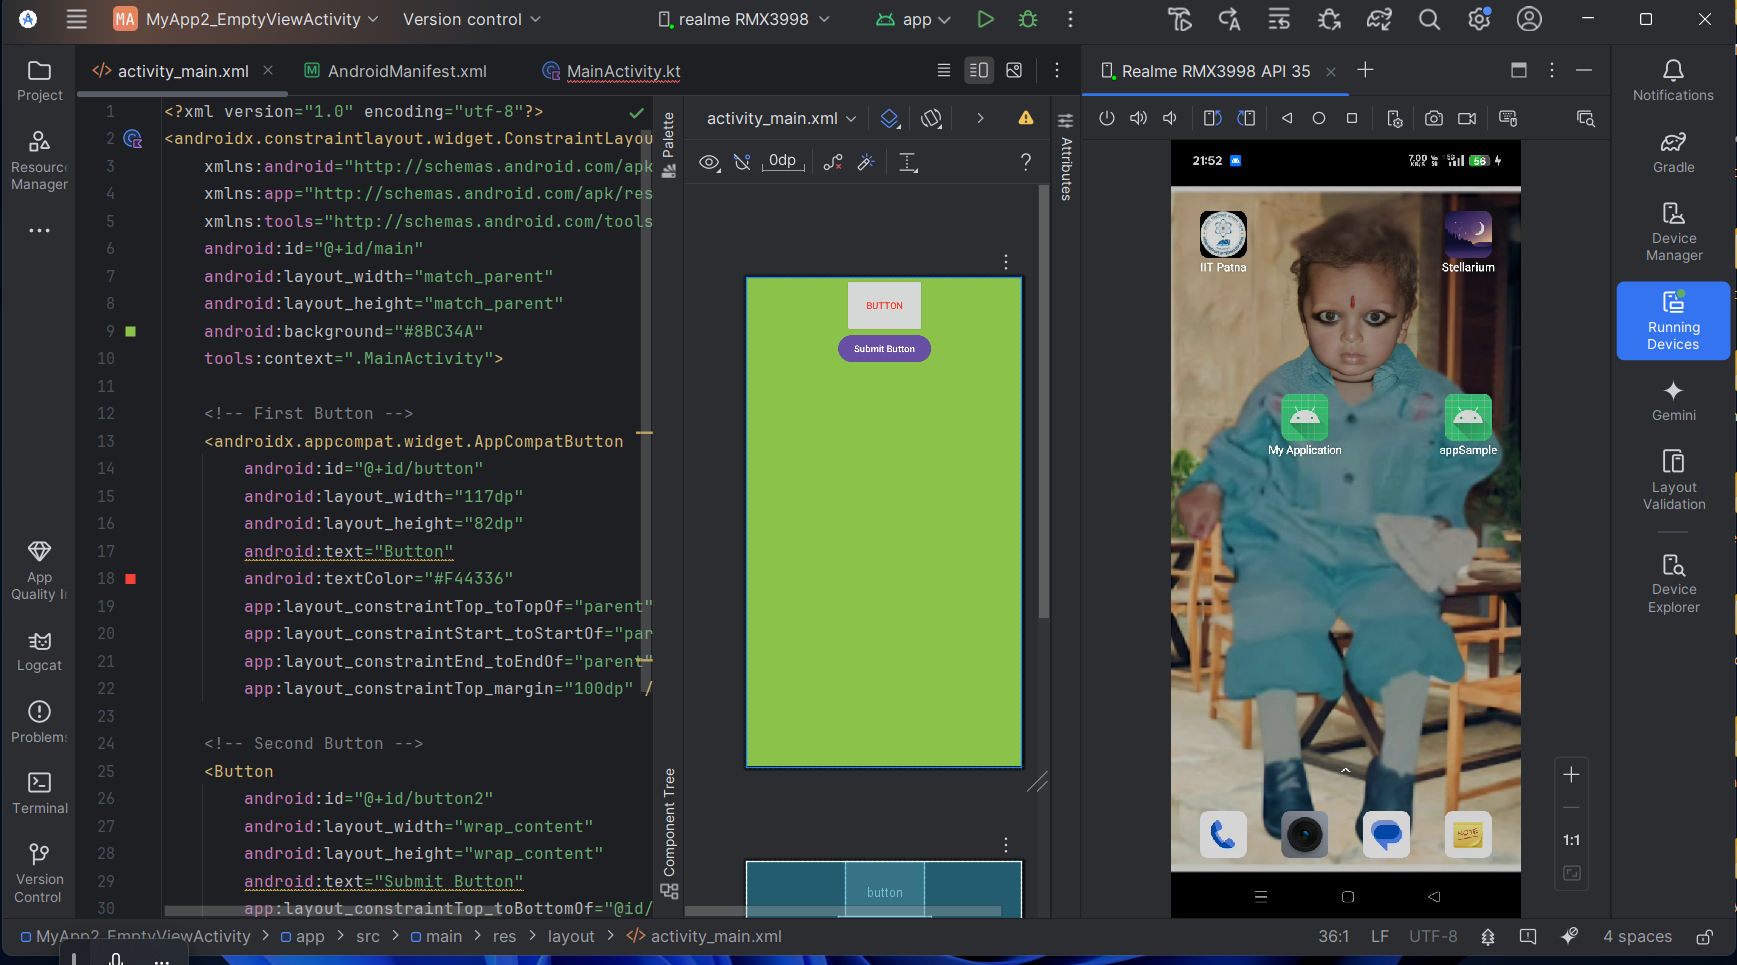 MA MyApp2_EmptyViewActivity Version control realme RMX3998 app
Project
Resource
Manager
App
Quality
Logcat
Problem
Terminal
Version
Control
activity_main.xml AndroidManifest.xml MainActivity.kt
1 <?xml version="1.0" encoding="utf-8"?>
2 <androidx.constraintlayout.widget.ConstraintLayou
3 xmlns:android="http://schemas.android.com/apk
4 xmlns:app="http://schemas.android.com/apk/res
5 xmlns:tools="http://schemas.android.com/tools
6 android:id="@+id/main"
7 android:layout_width="match_parent"
8 android:layout_height="match_parent"
9 android:background="#8BC34A"
10 tools:context=".MainActivity">
11
12 <!-- First Button -->
13 <androidx.appcompat.widget.AppCompatButton
14 android:id="@+id/button"
15 android:layout_width="117dp"
16 android:layout_height="82dp"
17 android:text="Button"
18 android:textColor="#F44336"
19 app:layout_constraintTop_toTopOf="parent"
20 app:layout_constraintStart_toStartOf="par
21 app:layout_constraintEnd_toEndOf="parent"
22 app:layout_constraintTop_margin="100dp" /
23
24 <!-- Second Button -->
25 <Button
26 android:id="@+id/button2"
27 android:layout_width="wrap_content"
28 android:layout_height="wrap_content"
29 android:text="Submit Button"
30 app:layout_constraintTop_toBottomOf="@id/
Palette
Component Tree
activity_main.xml
0dp
?
BUTTON
Submit Button
button
Attributes
Realme RMX3998 API 35
21:52 7.00 56
IIT Patna Stellarium
My Application appSample
NOTE
1:1
Notifications
Gradle
Device
Manager
Running
Devices
Gemini
Layout
Validation
Device
Explorer
MyApp2_EmptyViewActivity > app > src > main > res > layout > activity_main.xml 36:1 LF UTF-8 4 spaces